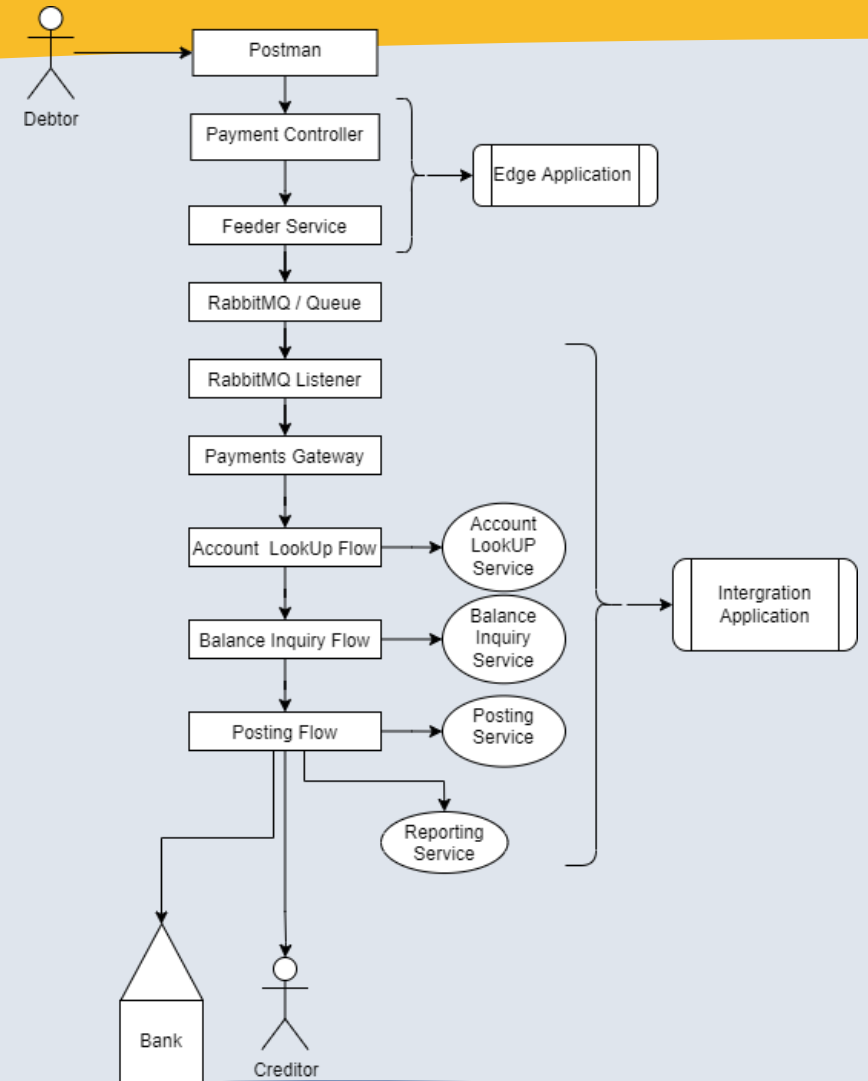 Postman
Debtor
Payment Controller
Edge Application
Feeder Service
RabbitMQ / Queue
RabbitMQ Listener
Payments Gateway
Account LookUp Flow
Account
LookUP
Service
Intergration
Application
Balance Inquiry Flow
Balance
Inquiry
Service
Posting Flow
Posting
Service
Reporting
Service
Bank
Creditor